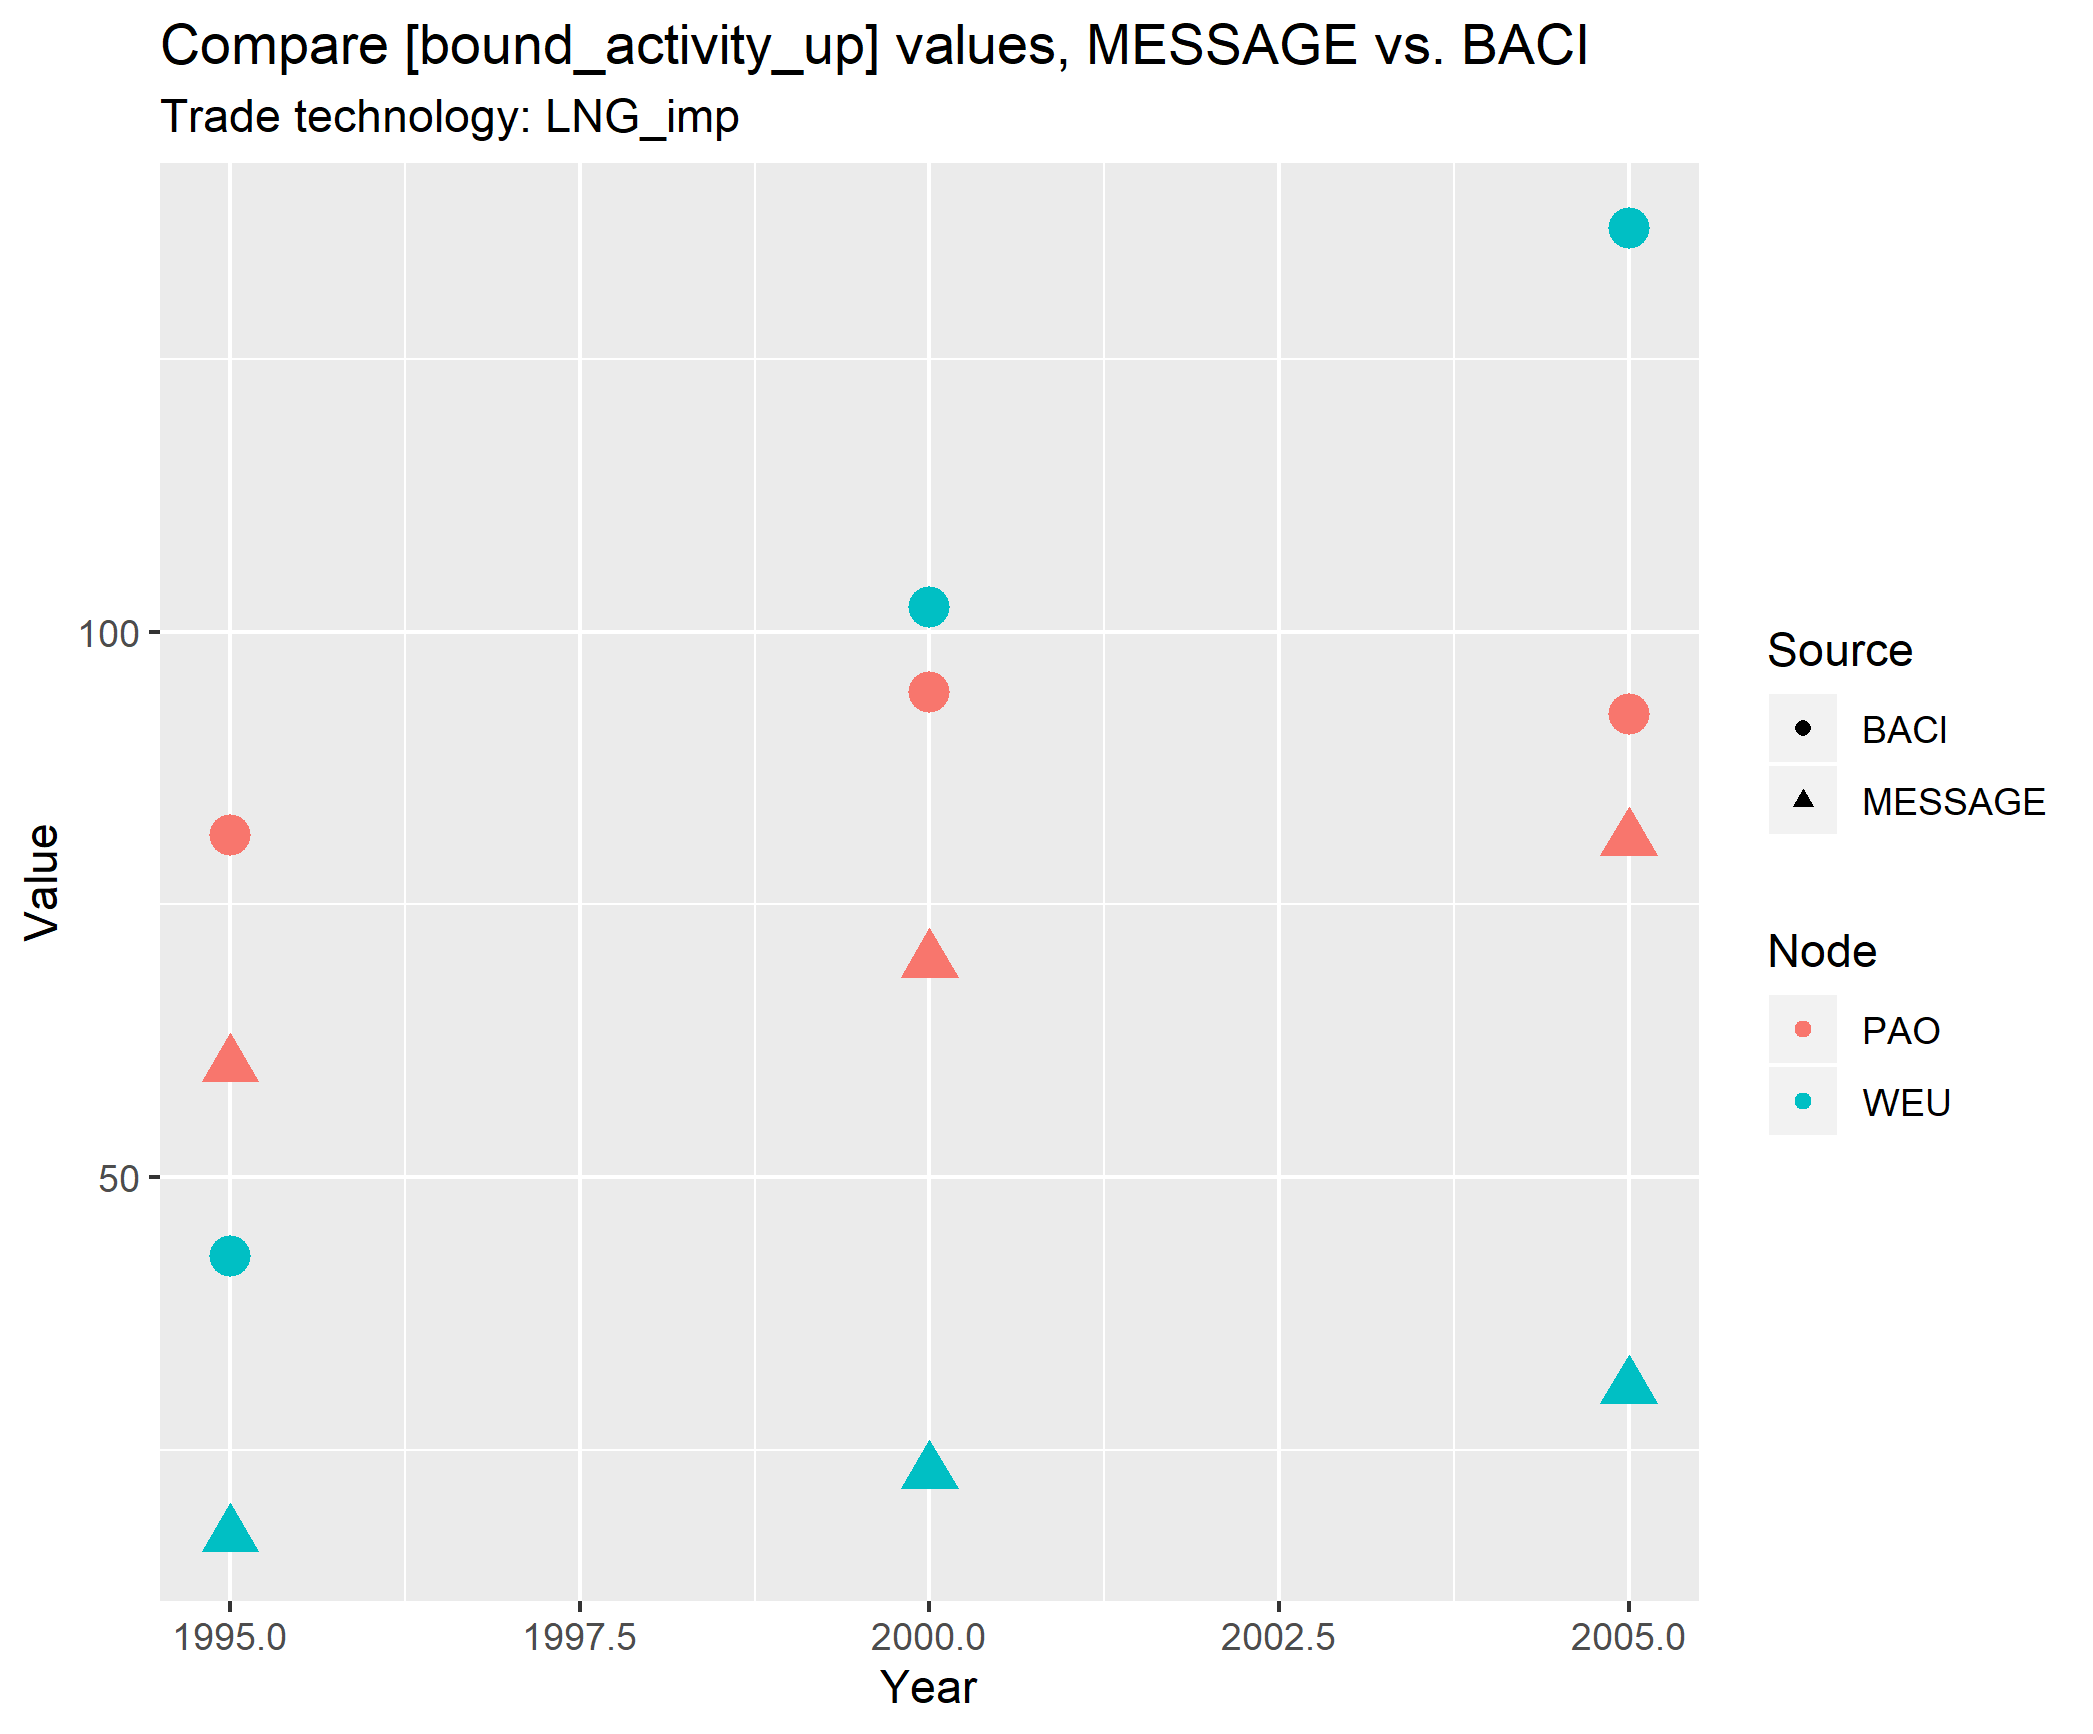 Compare [bound_activity_up] values, MESSAGE vs. BACI
Trade technology: LNG_imp
Value
100
50
1995.0
1997.5
2000.0
2002.5
2005.0
Year
Source
BACI
MESSAGE
Node
PAO
WEU